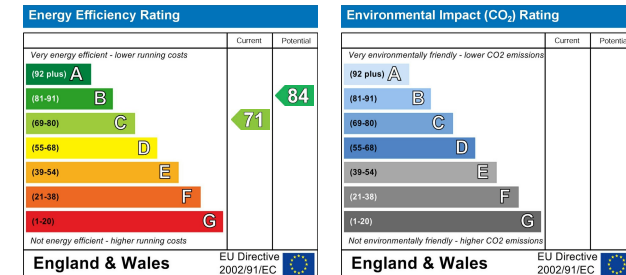 Energy Efficiency Rating
Current Potential
Very energy efficient - lower running costs
(92 plus) A
(81-91) B
84
(69-80) C
71
(55-68) D
(39-54) E
(21-38) F
(1-20) G
Not energy efficient - higher running costs
England & Wales
EU Directive
2002/91/EC
Environmental Impact (CO₂) Rating
Current Potential
Very environmentally friendly - lower CO2 emissions
(92 plus) A
(81-91) B
(69-80) C
(55-68) D
(39-54) E
(21-38) F
(1-20) G
Not environmentally friendly - higher CO2 emissions
England & Wales
EU Directive
2002/91/EC